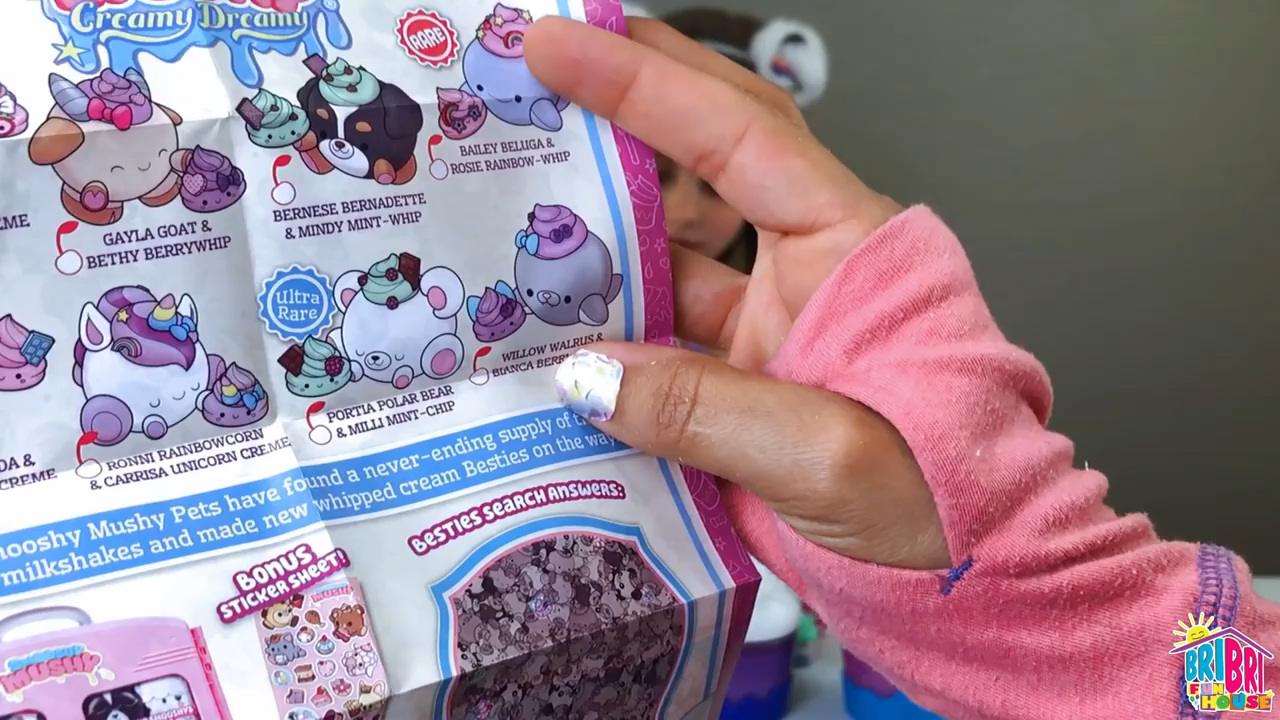 Creamy Dreamy
RARE
BAILEY BELUGA &
ROSIE RAINBOW-WHIP
BERNESE BERNADETTE
& MINDY MINT-WHIP
EME
GAYLA GOAT &
BETHY BERRYWHIP
Ultra
Rare
WILLOW WALRUS &
BIANCA
PORTIA POLAR BEAR
& MILLI MINT-CHIP
DA &
CREME
RONNI RAINBOWCORN
& CARRISA UNICORN CREME
mooshy Mushy Pets have found a never-ending supply of
milkshakes and made new whipped cream Besties on the way
BESTIES SEARCH ANSWERS:
BONUS
STICKER SHEET!
MUSHY
BRIBRI
FUN
HOUSE